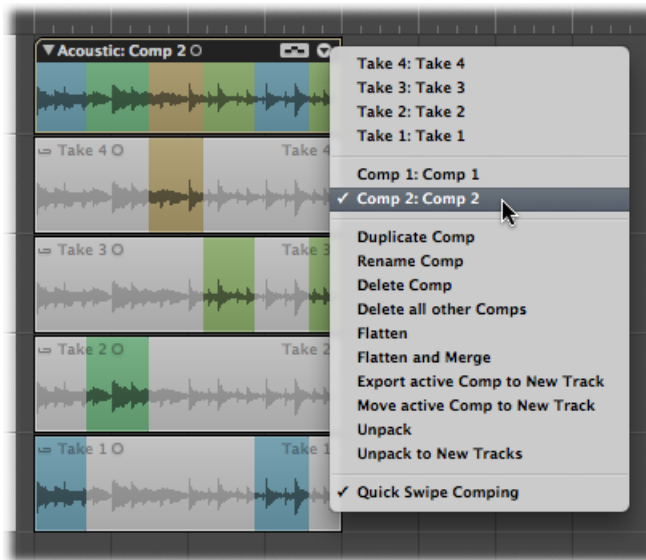 Acoustic: Comp 2
Take 4: Take 4
Take 3: Take 3
Take 2: Take 2
Take 1: Take 1
Comp 1: Comp 1
✓ Comp 2: Comp 2
Duplicate Comp
Rename Comp
Delete Comp
Delete all other Comps
Flatten
Flatten and Merge
Export active Comp to New Track
Move active Comp to New Track
Unpack
Unpack to New Tracks
✓ Quick Swipe Comping
Take 4 Take 4
Take 3 Take 3
Take 2 Take 2
Take 1 Take 1